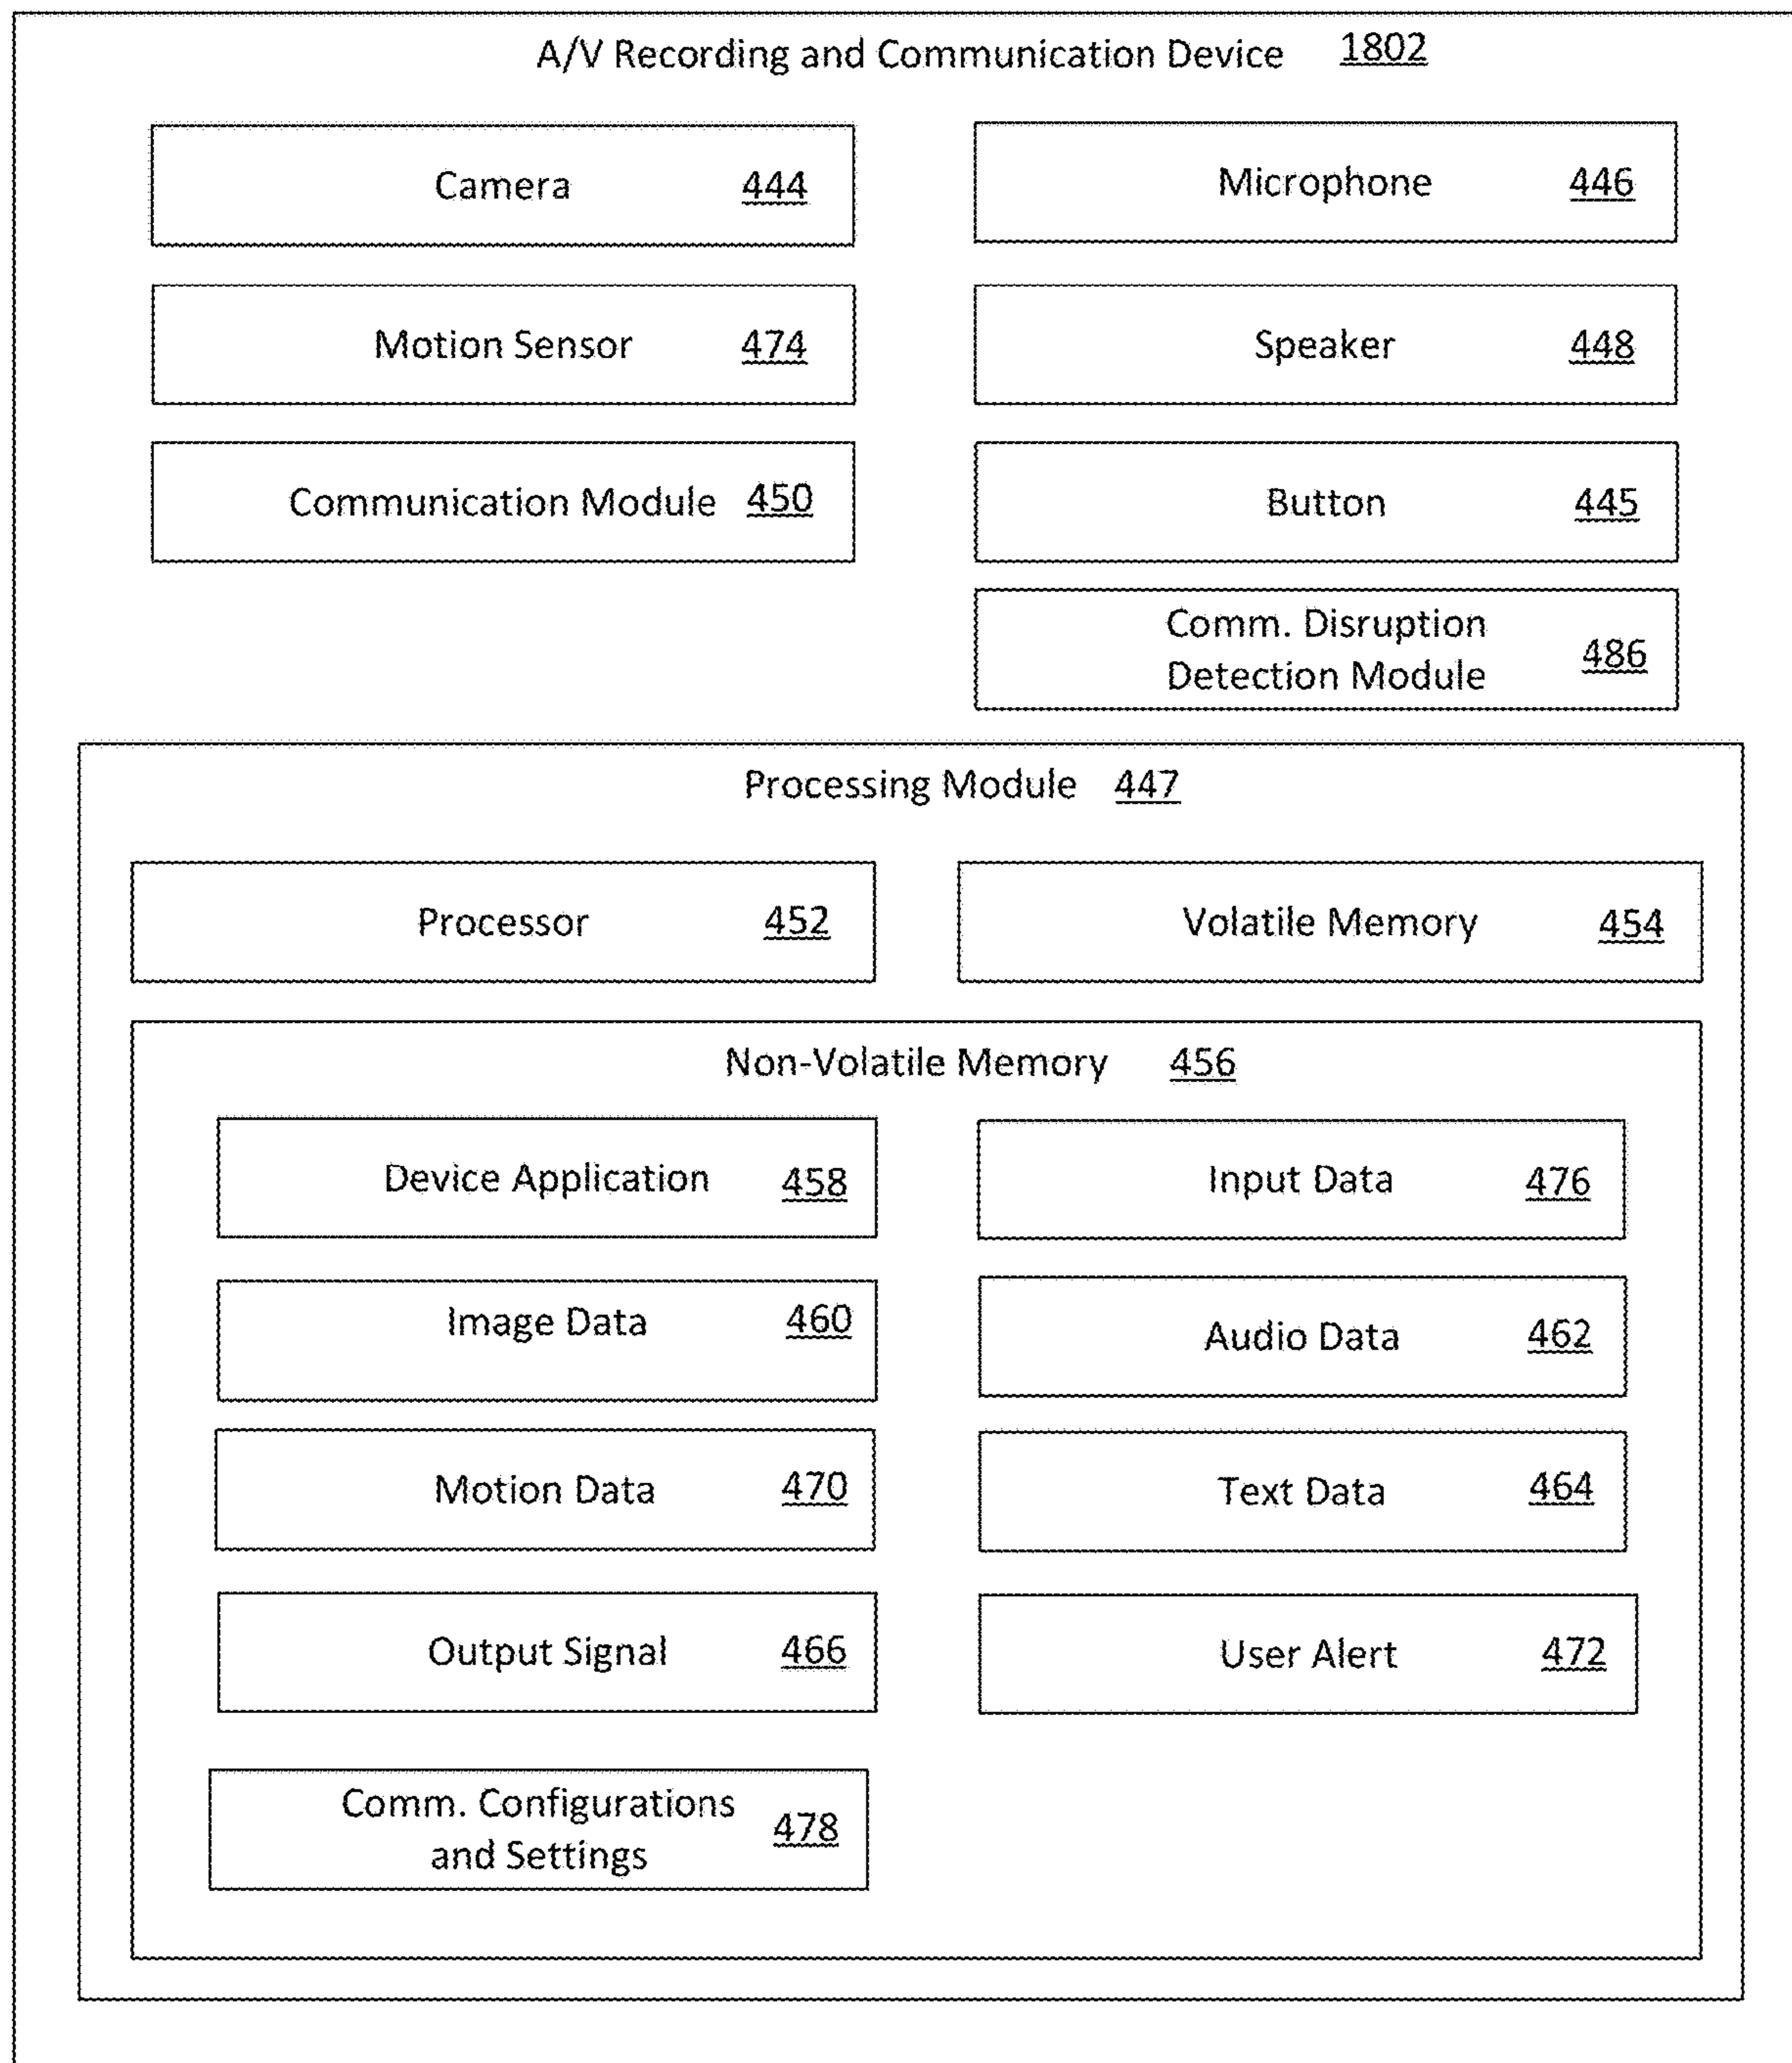 A/V Recording and Communication Device 1802
Camera 444
Microphone 446
Motion Sensor 474
Speaker 448
Communication Module 450
Button 445
Comm. Disruption
Detection Module 486
Processing Module 447
Processor 452
Volatile Memory 454
Non-Volatile Memory 456
Device Application 458
Input Data 476
Image Data 460
Audio Data 462
Motion Data 470
Text Data 464
Output Signal 466
User Alert 472
Comm. Configurations
and Settings 478